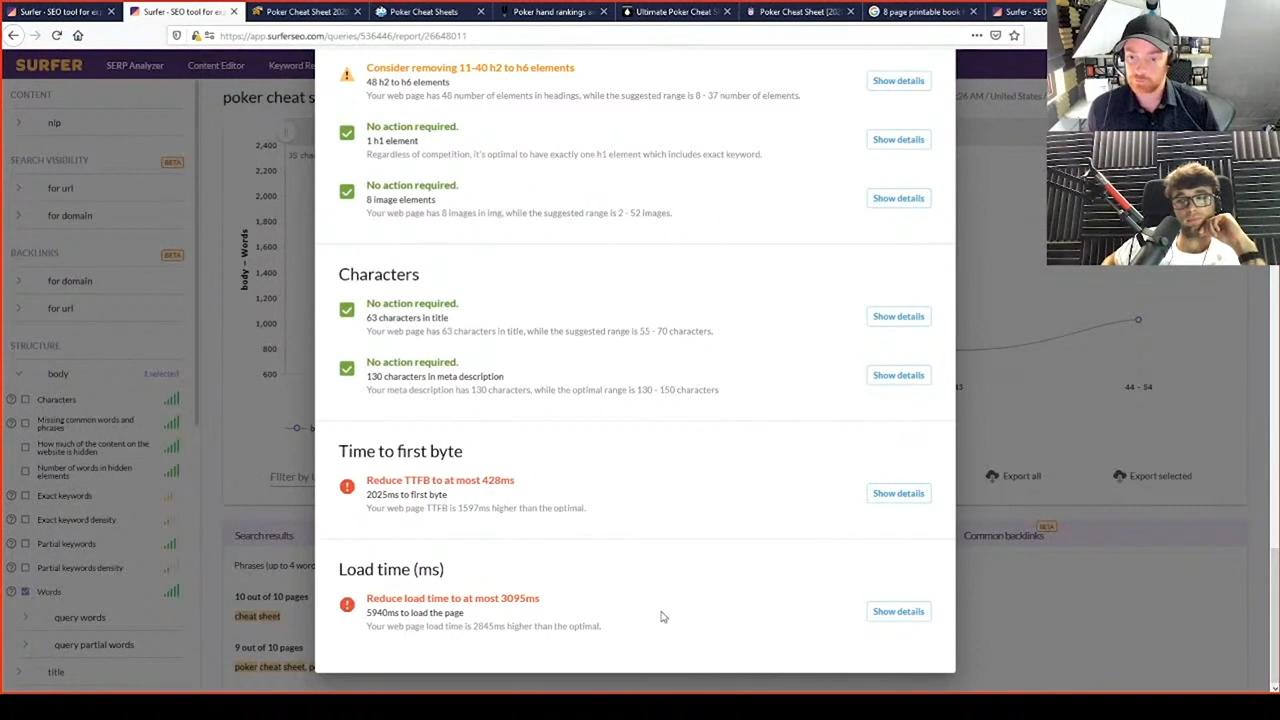 Surfer - SEO tool for ex
Surfer - SEO tool for exp
Poker Cheat Sheet 202
Poker Cheat Sheets
Poker hand rankings a
Ultimate Poker Cheat S
Poker Cheat Sheet [202
8 page printable book
Surfer - SEO
https://app.surferseo.com/queries/536446/report/26648011
SURFER
SERP Analyzer
Content Editor
Keyword Re
CONTENT
nlp
SEARCH VISIBILITY
BETA
for url
for domain
BACKLINKS
BETA
for domain
for url
STRUCTURE
body
1 selected
Characters
Missing common words and
phrases
How much of the content on the
website is hidden
Number of words in hidden
elements
Exact keywords
Exact keyword density
Partial keywords
Partial keywords density
Words
query words
query partial words
title
poker cheat s
26 AM / United States /
2,400
2,200
2,000
1,800
1,600
1,400
1,200
1,000
800
600
body – Words
35 cha
44 - 54
Filter by
Export all
Export selected
Search results
Common backlinks
BETA
Phrases (up to 4 wor
10 out of 10 pages
cheat sheet
9 out of 10 pages
poker cheat sheet, p
Consider removing 11-40 h2 to h6 elements
48 h2 to h6 elements
Your web page has 48 number of elements in headings, while the suggested range is 8 - 37 number of elements.
Show details
No action required.
1 h1 element
Regardless of competition, it's optimal to have exactly one h1 element which includes exact keyword.
Show details
No action required.
8 image elements
Your web page has 8 images in img, while the suggested range is 2 - 52 images.
Show details
Characters
No action required.
63 characters in title
Your web page has 63 characters in title, while the suggested range is 55 - 70 characters.
Show details
No action required.
130 characters in meta description
Your meta description has 130 characters, while the optimal range is 130 - 150 characters
Show details
Time to first byte
Reduce TTFB to at most 428ms
2025ms to first byte
Your web page TTFB is 1597ms higher than the optimal.
Show details
Load time (ms)
Reduce load time to at most 3095ms
5940ms to load the page
Your web page load time is 2845ms higher than the optimal.
Show details